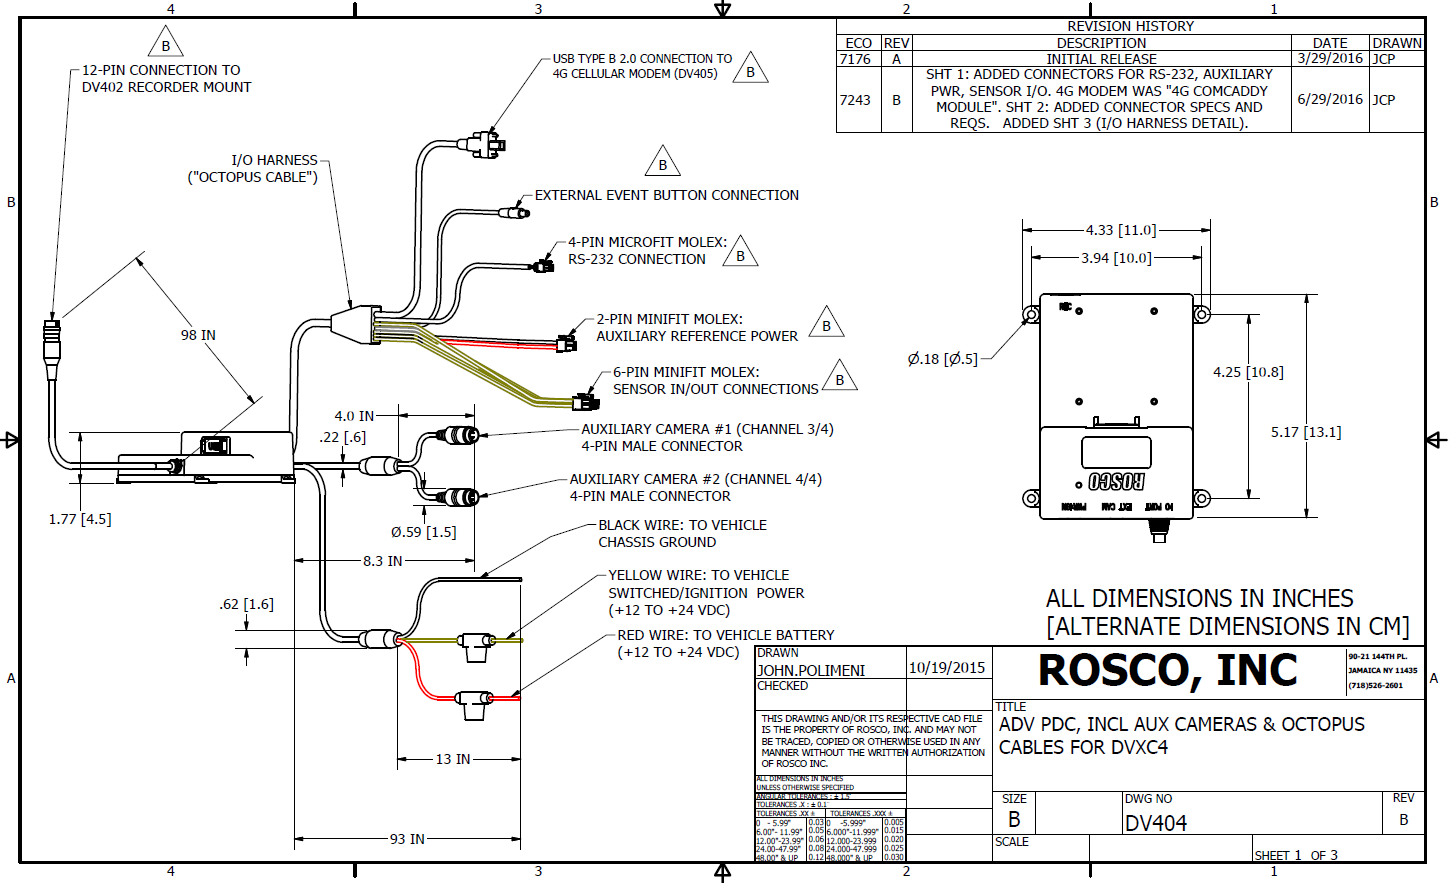 4 3 2 1
REVISION HISTORY
ECO REV DESCRIPTION DATE DRAWN
7176 A INITIAL RELEASE 3/29/2016 JCP
7243 B SHT 1: ADDED CONNECTORS FOR RS-232, AUXILIARY
PWR, SENSOR I/O. 4G MODEM WAS "4G COMCADDY
MODULE". SHT 2: ADDED CONNECTOR SPECS AND
REQS. ADDED SHT 3 (I/O HARNESS DETAIL). 6/29/2016 JCP
B
12-PIN CONNECTION TO
DV402 RECORDER MOUNT
USB TYPE B 2.0 CONNECTION TO
4G CELLULAR MODEM (DV405)
B
I/O HARNESS
("OCTOPUS CABLE")
B
EXTERNAL EVENT BUTTON CONNECTION
B
B
4-PIN MICROFIT MOLEX:
RS-232 CONNECTION
B
98 IN
2-PIN MINIFIT MOLEX:
AUXILIARY REFERENCE POWER
B
6-PIN MINIFIT MOLEX:
SENSOR IN/OUT CONNECTIONS
B
4.0 IN
.22 [.6]
AUXILIARY CAMERA #1 (CHANNEL 3/4)
4-PIN MALE CONNECTOR
AUXILIARY CAMERA #2 (CHANNEL 4/4)
4-PIN MALE CONNECTOR
1.77 [4.5]
Ø.59 [1.5]
8.3 IN
BLACK WIRE: TO VEHICLE
CHASSIS GROUND
YELLOW WIRE: TO VEHICLE
SWITCHED/IGNITION POWER
(+12 TO +24 VDC)
.62 [1.6]
RED WIRE: TO VEHICLE BATTERY
(+12 TO +24 VDC)
13 IN
93 IN
4.33 [11.0]
3.94 [10.0]
Ø.18 [Ø.5]
4.25 [10.8]
5.17 [13.1]
ROSCO
I/O PORT EXT CAM PWR/IGN
ALL DIMENSIONS IN INCHES
[ALTERNATE DIMENSIONS IN CM]
A
A
DRAWN
JOHN.POLIMENI 10/19/2015
CHECKED
THIS DRAWING AND/OR ITS RESPECTIVE CAD FILE
IS THE PROPERTY OF ROSCO, INC. AND MAY NOT
BE TRACED, COPIED OR OTHERWISE USED IN ANY
MANNER WITHOUT THE WRITTEN AUTHORIZATION
OF ROSCO INC.
ALL DIMENSIONS IN INCHES
UNLESS OTHERWISE SPECIFIED
ANGULAR TOLERANCES : ± 1.5°
TOLERANCES .X : ± 0.1"
TOLERANCES .XX ± TOLERANCES .XXX ±
0 - 5.99" 0.03 0 -5.999" 0.005
6.00"- 11.99" 0.05 6.000"-11.999" 0.015
12.00"-23.99" 0.06 12.000-23.999 0.020
24.00-47.99" 0.08 24.000-47.999 0.025
48.00" & UP 0.12 48.000" & UP 0.030
ROSCO, INC
90-21 144TH PL.
JAMAICA NY 11435
(718)526-2601
TITLE
ADV PDC, INCL AUX CAMERAS & OCTOPUS
CABLES FOR DVXC4
SIZE
B
DWG NO
DV404
REV
B
SCALE
SHEET 1 OF 3
4 3 2 1